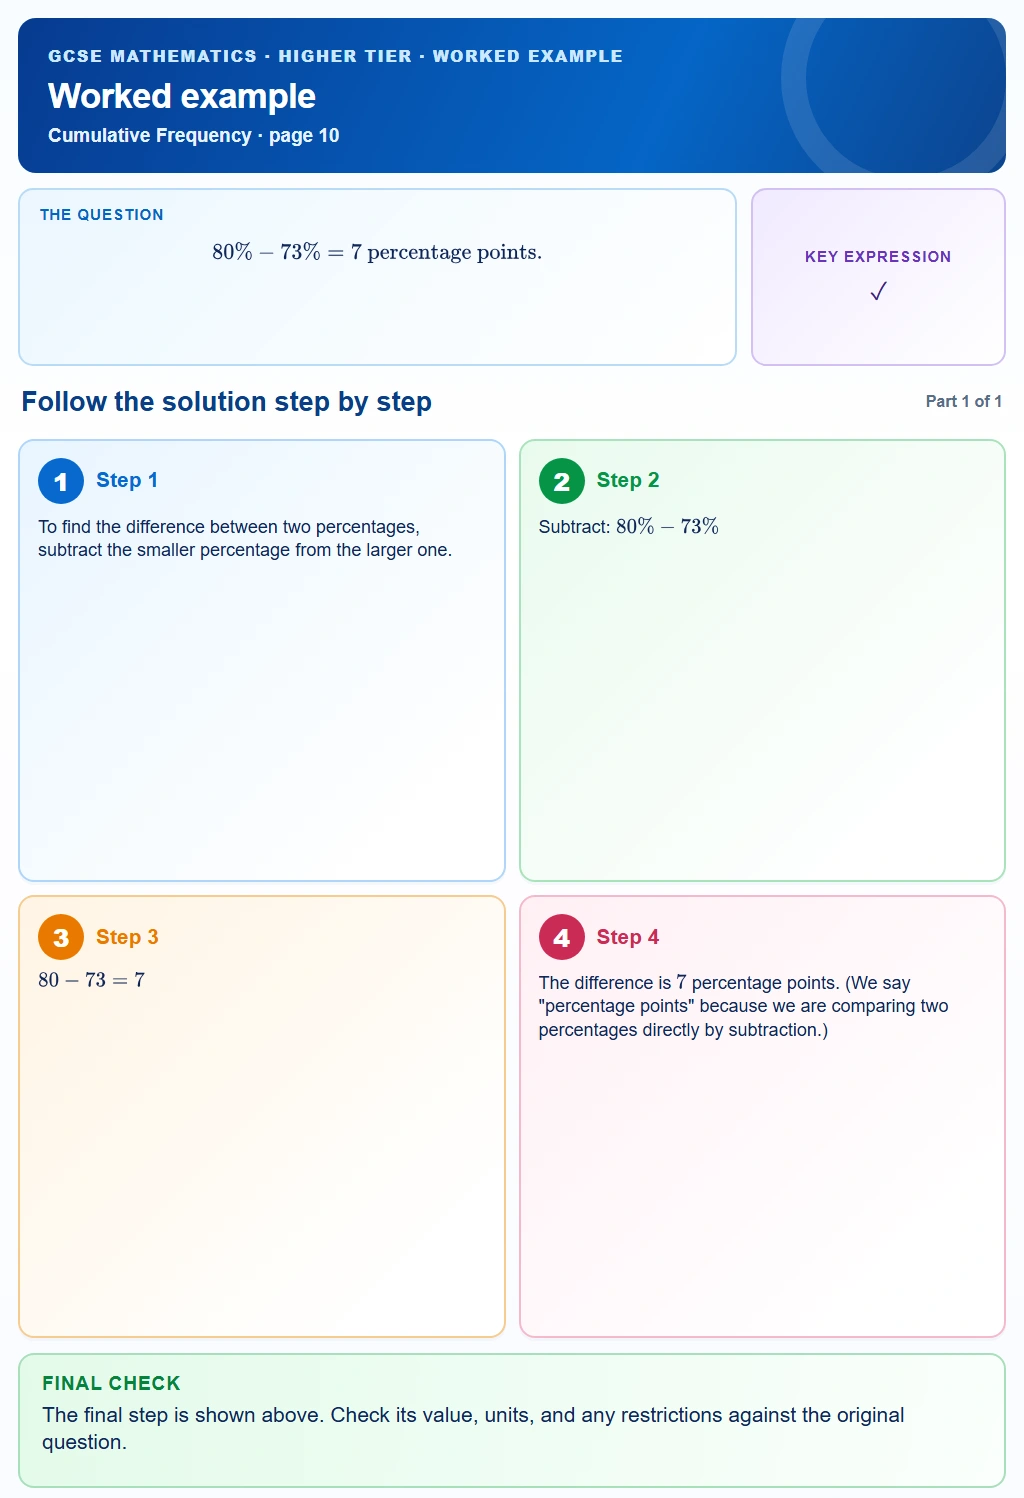 GCSE MATHEMATICS · HIGHER TIER · WORKED EXAMPLE
Worked example
Cumulative Frequency · page 10
THE QUESTION
80% − 73% = 7 percentage points.
KEY EXPRESSION
✓
Follow the solution step by step
Part 1 of 1
1 Step 1
To find the difference between two percentages,
subtract the smaller percentage from the larger one.
2 Step 2
Subtract: 80% − 73%
3 Step 3
80 − 73 = 7
4 Step 4
The difference is 7 percentage points. (We say
"percentage points" because we are comparing two
percentages directly by subtraction.)
FINAL CHECK
The final step is shown above. Check its value, units, and any restrictions against the original
question.